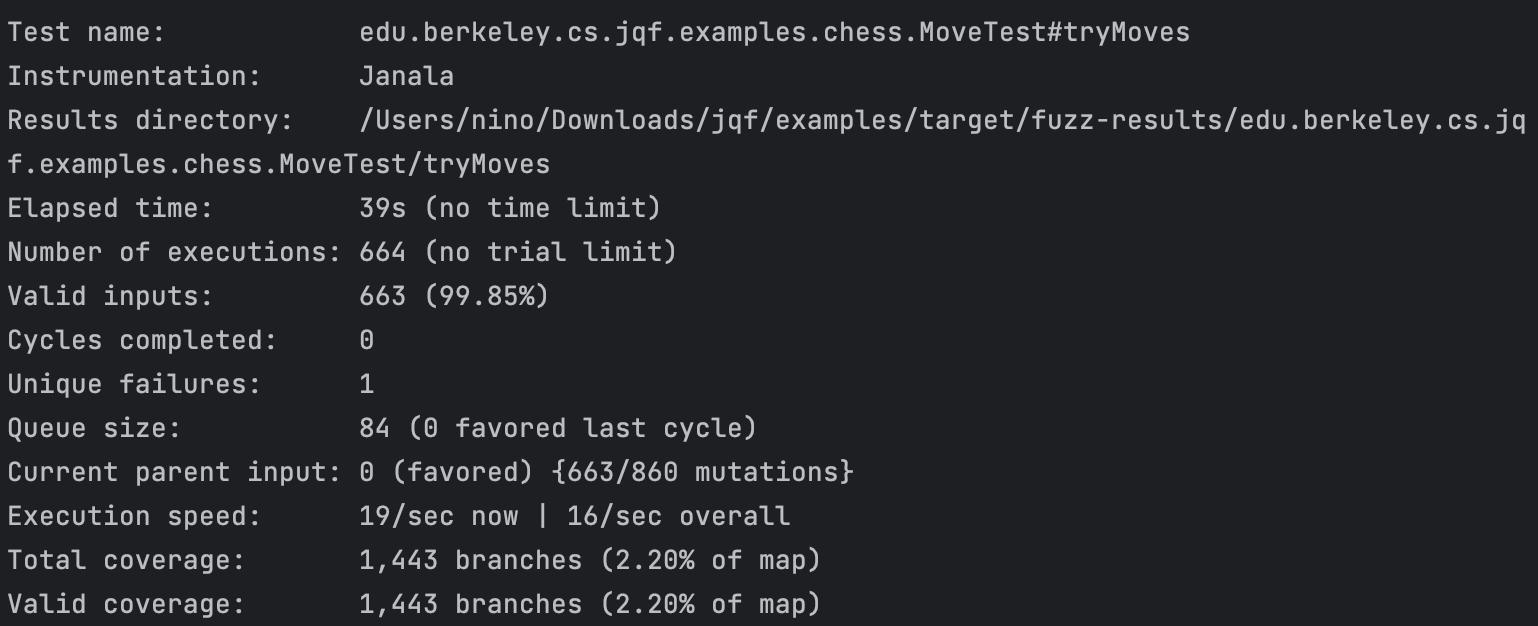 Test name:            edu.berkeley.cs.jqf.examples.chess.MoveTest#tryMoves
Instrumentation:      Janala
Results directory:    /Users/nino/Downloads/jqf/examples/target/fuzz-results/edu.berkeley.cs.jq
f.examples.chess.MoveTest/tryMoves
Elapsed time:         39s (no time limit)
Number of executions: 664 (no trial limit)
Valid inputs:         663 (99.85%)
Cycles completed:     0
Unique failures:      1
Queue size:           84 (0 favored last cycle)
Current parent input: 0 (favored) {663/860 mutations}
Execution speed:      19/sec now | 16/sec overall
Total coverage:       1,443 branches (2.20% of map)
Valid coverage:       1,443 branches (2.20% of map)